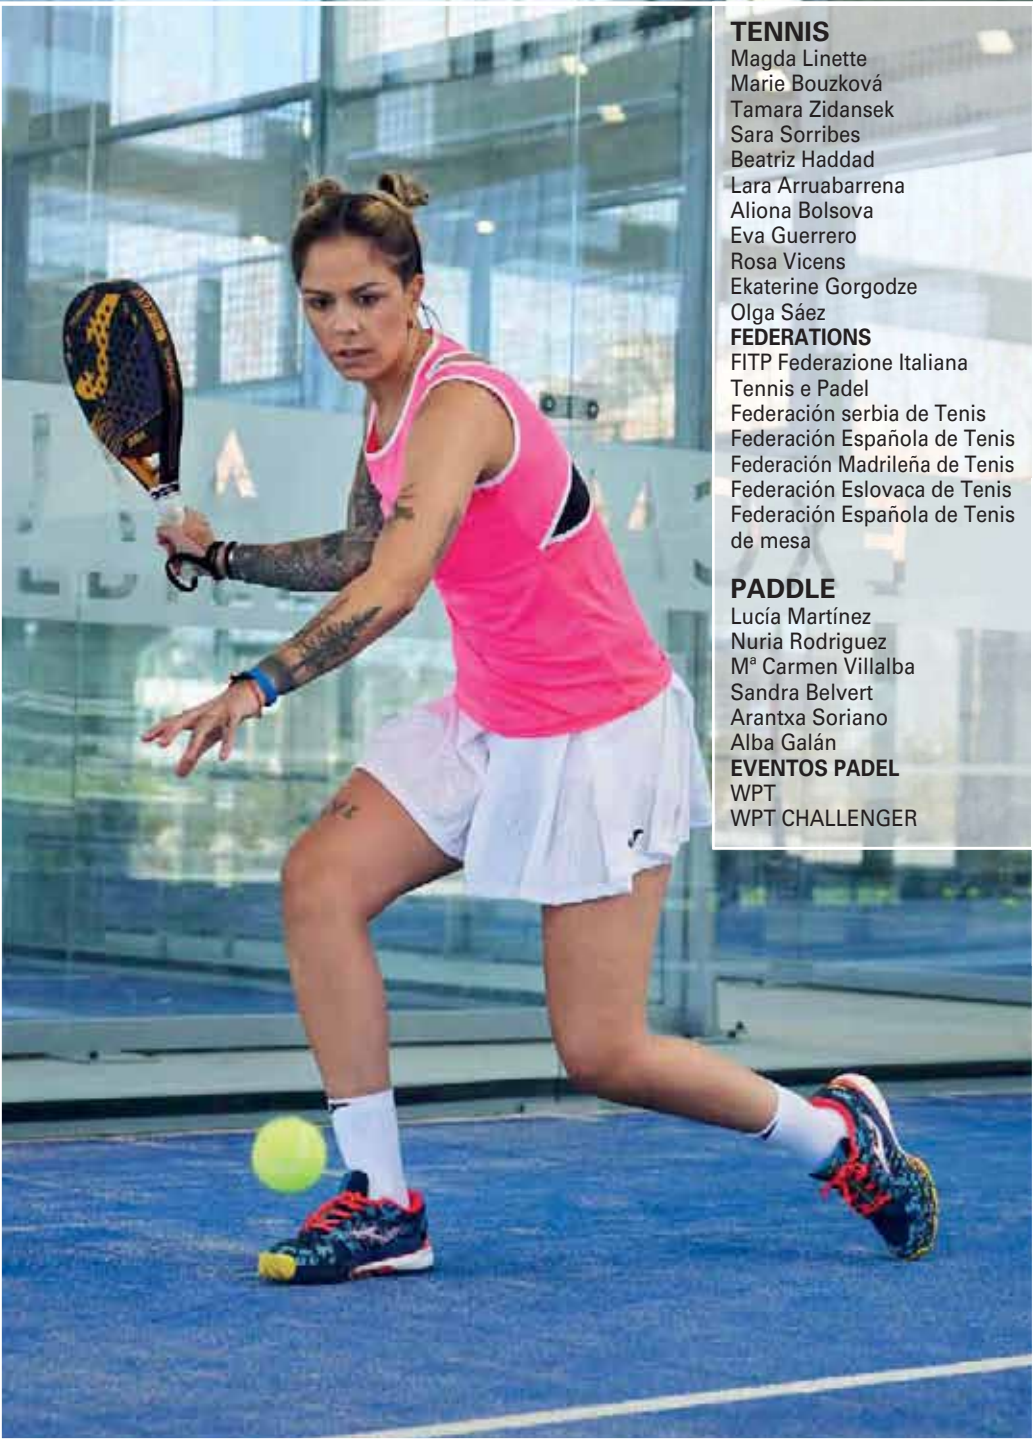 TENNIS
Magda Linette
Marie Bouzková
Tamara Zidansek
Sara Sorribes
Beatriz Haddad
Lara Arruabarrena
Aliona Bolsova
Eva Guerrero
Rosa Vicens
Ekaterine Gorgodze
Olga Sáez
FEDERATIONS
FITP Federazione Italiana
Tennis e Padel
Federación serbia de Tenis
Federación Española de Tenis
Federación Madrileña de Tenis
Federación Eslovaca de Tenis
Federación Española de Tenis
de mesa
PADDLE
Lucía Martínez
Nuria Rodriguez
Mª Carmen Villalba
Sandra Belvert
Arantxa Soriano
Alba Galán
EVENTOS PADEL
WPT
WPT CHALLENGER